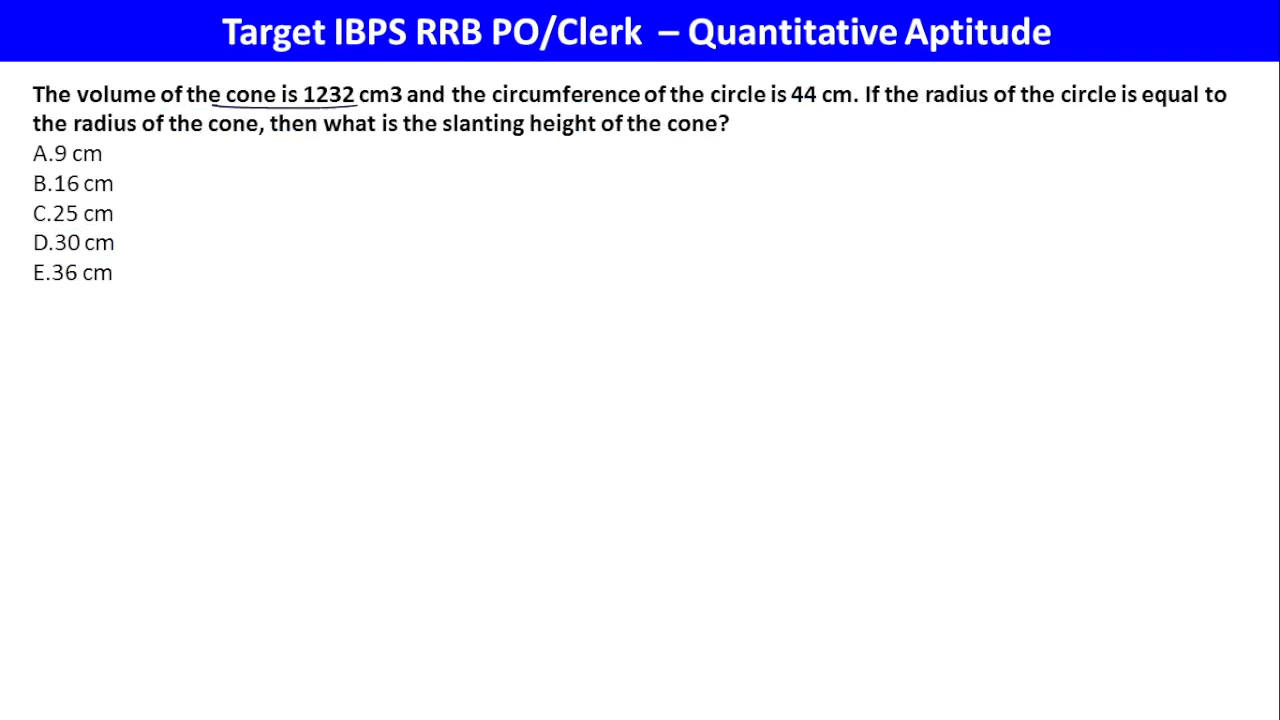 Target IBPS RRB PO/Clerk – Quantitative Aptitude
The volume of the cone is 1232 cm3 and the circumference of the circle is 44 cm. If the radius of the circle is equal to
the radius of the cone, then what is the slanting height of the cone?
A.9 cm
B.16 cm
C.25 cm
D.30 cm
E.36 cm